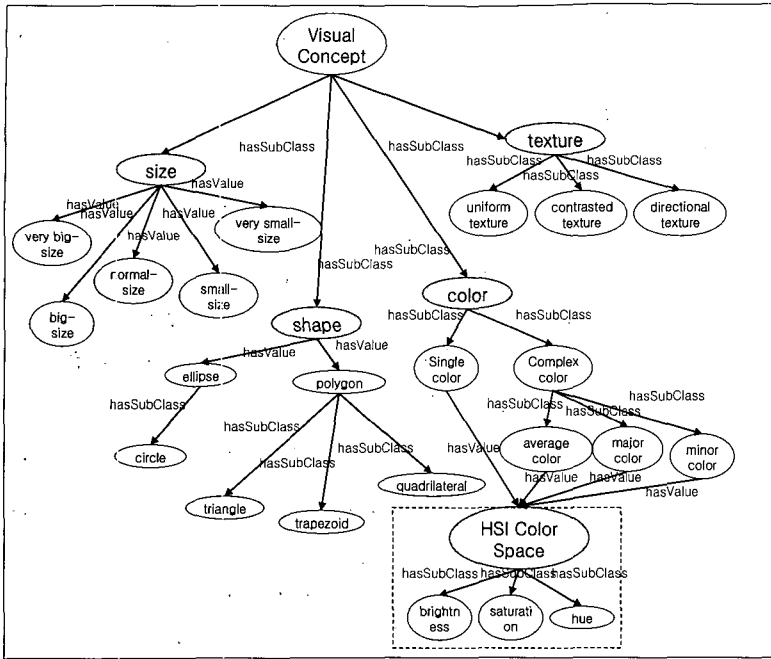 Visual
Concept
hasSubClass
hasSubClass
texture
hasSubClass
hasSubClass
hasSubClass
size
hasValue
hasValue
hasValue
hasValue
hasValue
uniform
texture
contrasted
texture
directional
texture
very big-
size
very small-
size
normal-
size
small-
size
big-
size
hasSubClass
hasSubClass
color
shape
hasSubClass
hasSubClass
hasValue
hasValue
ellipse
polygon
Single
color
Complex
color
hasSubClass
hasSubClass
hasSubClass
hasSubClass
circle
hasSubClass
hasSubClass
hasSubClass
triangle
trapezoid
quadrilateral
average
color
major
color
minor
color
hasValue
hasValue
hasValue
hasValue
HSI Color
Space
hasSubClass
hasSubClass
hasSubClass
brightn
ess
saturati
on
hue